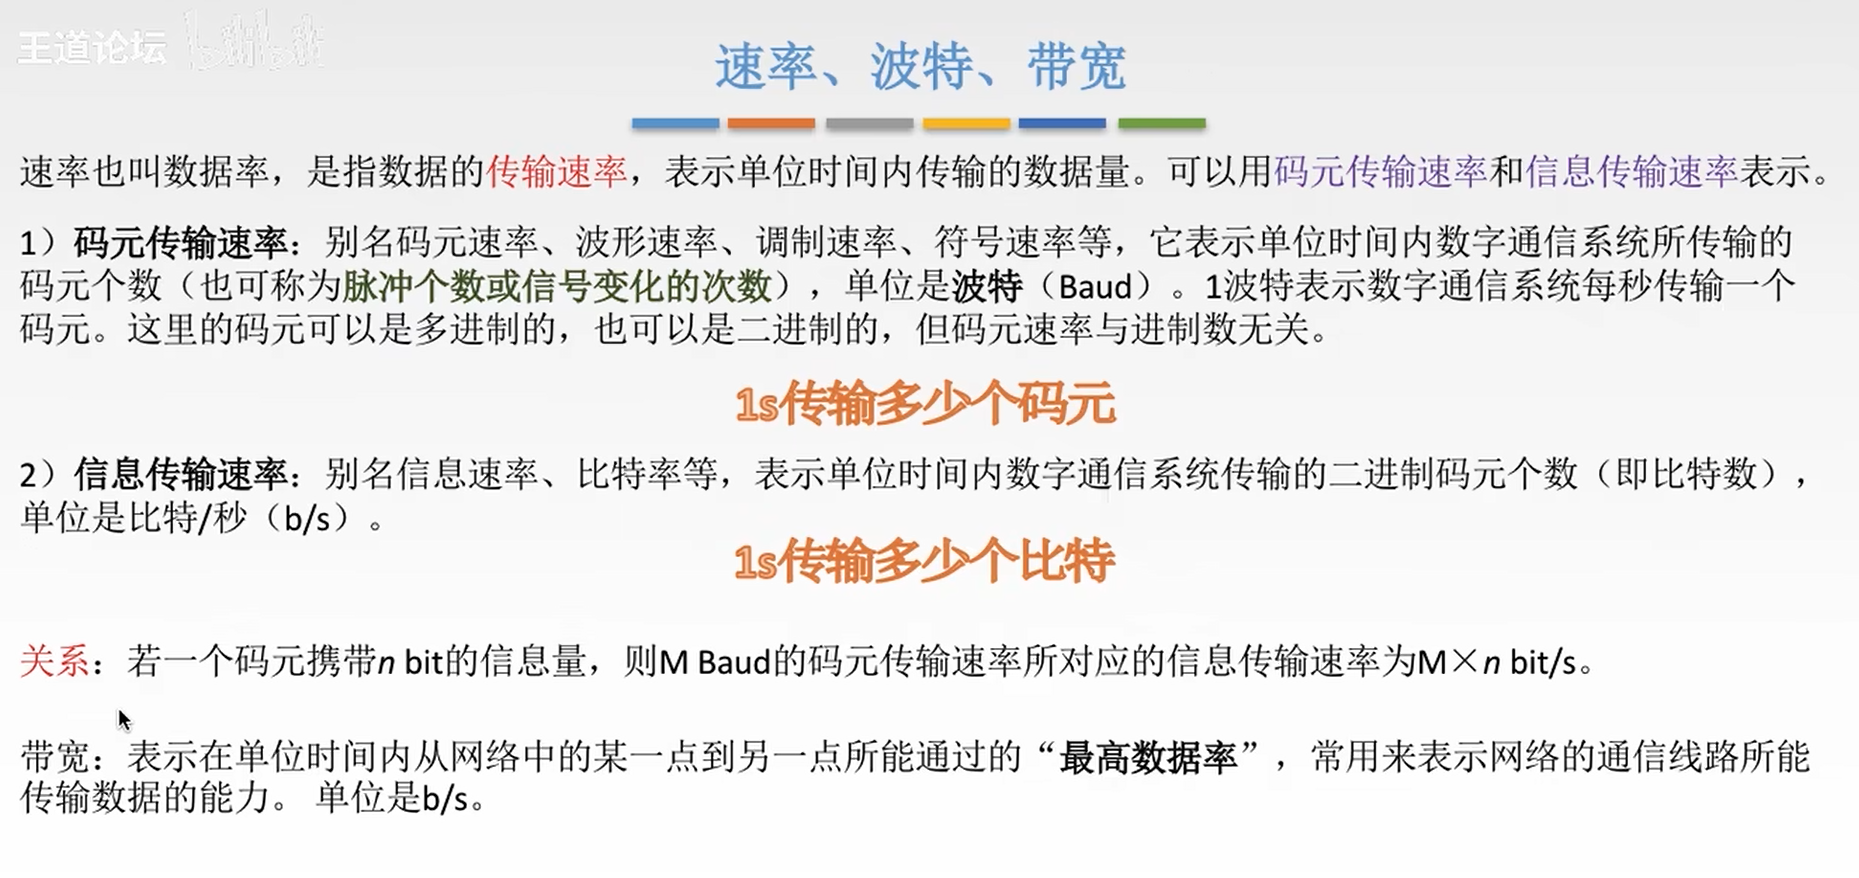 王道论坛 bilibili
速率、波特、带宽
速率也叫数据率，是指数据的传输速率，表示单位时间内传输的数据量。可以用码元传输速率和信息传输速率表示。
1）码元传输速率：别名码元速率、波形速率、调制速率、符号速率等，它表示单位时间内数字通信系统所传输的
码元个数（也可称为脉冲个数或信号变化的次数），单位是波特（Baud）。1波特表示数字通信系统每秒传输一个
码元。这里的码元可以是多进制的，也可以是二进制的，但码元速率与进制数无关。
1s传输多少个码元
2）信息传输速率：别名信息速率、比特率等，表示单位时间内数字通信系统传输的二进制码元个数（即比特数），
单位是比特/秒（b/s）。
1s传输多少个比特
关系：若一个码元携带n bit的信息量，则M Baud的码元传输速率所对应的信息传输速率为M×n bit/s。
带宽：表示在单位时间内从网络中的某一点到另一点所能通过的“最高数据率”，常用来表示网络的通信线路所能
传输数据的能力。 单位是b/s。